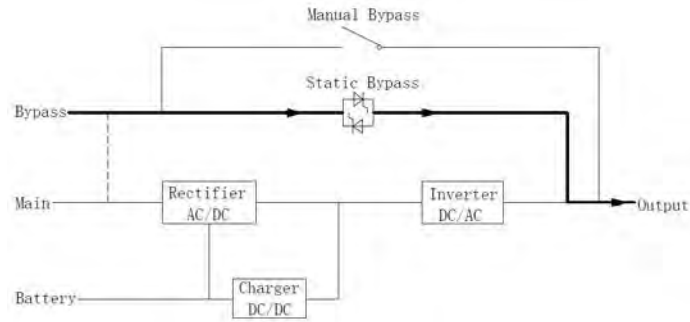 Manual Bypass
Static Bypass
Bypass
Main
Rectifier
AC/DC
Inverter
DC/AC
Output
Battery
Charger
DC/DC